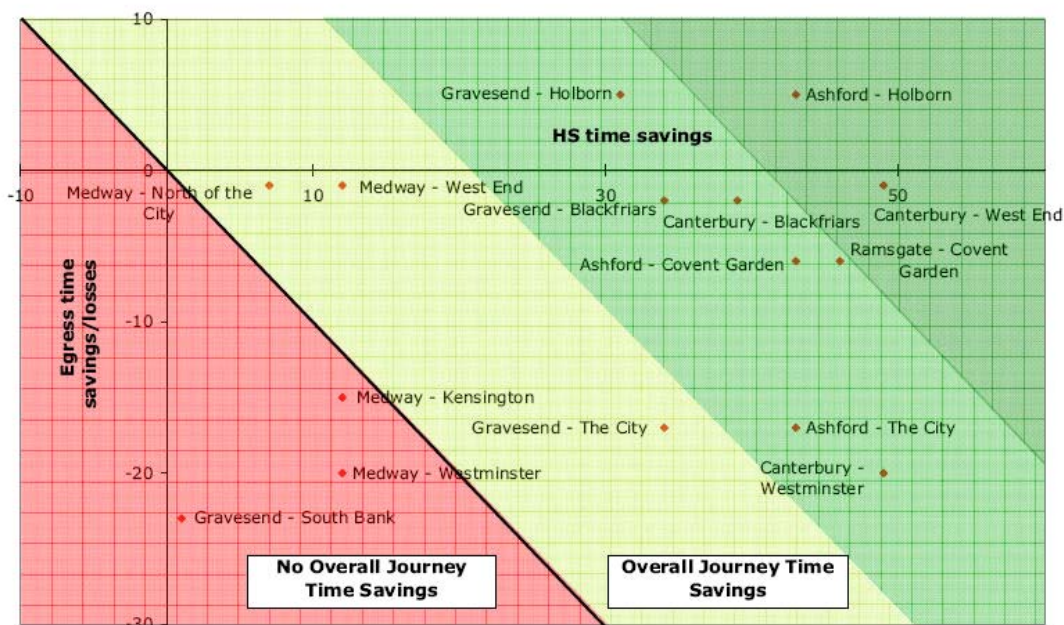 10
Gravesend - Holborn
Ashford - Holborn
HS time savings
-10
10
30
50
Medway - North of the
City
Medway - West End
Gravesend - Blackfriars
Canterbury - Blackfriars
Canterbury - West End
Ashford - Covent Garden
Ramsgate - Covent
Garden
Egress time
savings/losses
-10
Medway - Kensington
Gravesend - The City
Ashford - The City
-20
Medway - Westminster
Canterbury -
Westminster
Gravesend - South Bank
No Overall Journey
Time Savings
Overall Journey Time
Savings
-30